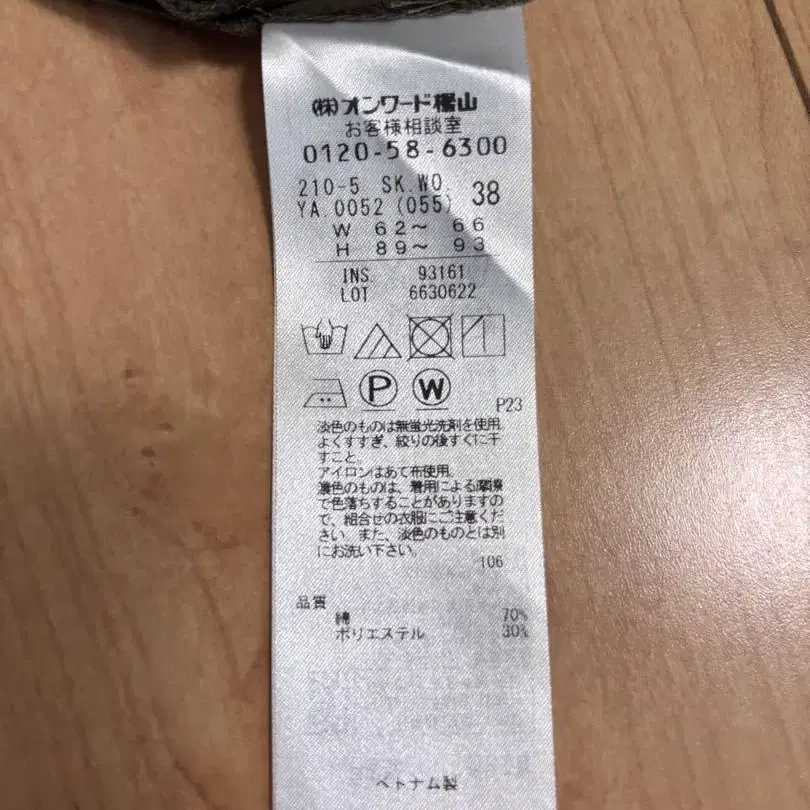 ㈱オンワード樫山
お客様相談室
0120-58-6300
210-5 SK.WO. 38
YA.0052 (055)
W 62～ 66
H 89～ 93
INS 93161
LOT 6630622
P W
P23
淡色のものは無蛍光洗剤を使用。
よくすすぎ、絞りの後すぐに干
すこと。
アイロンはあて布使用。
濃色のものは、着用による摩擦
で色落ちすることがありますの
で、組合せの衣服にご注意くだ
さい。また、淡色のものとは別
にお洗い下さい。
106
品質
綿 70%
ポリエステル 30%
ベトナム製